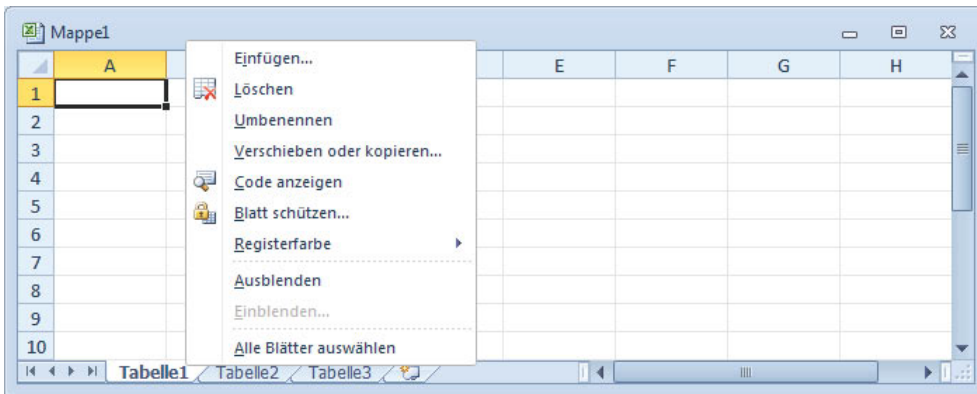 Mappe1
A E F G H
Einfügen...
1 Löschen
2 Umbenennen
3 Verschieben oder kopieren...
4 Code anzeigen
5 Blatt schützen...
6 Registerfarbe
7
8 Ausblenden
9 Einblenden...
10 Alle Blätter auswählen
Tabelle1 Tabelle2 Tabelle3